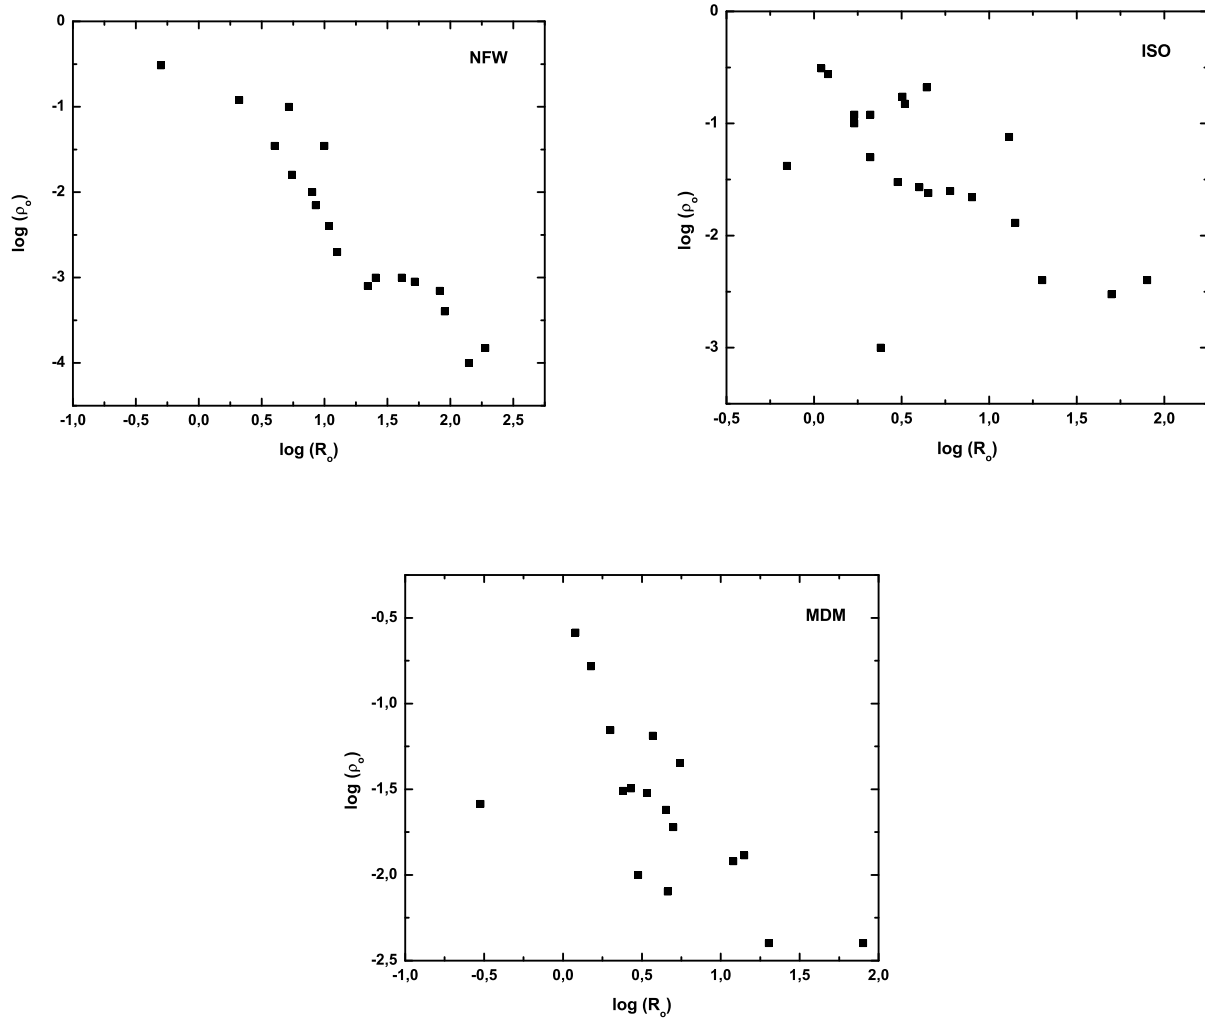 NFW
0
-1
-2
-3
-4
log (ρo)
-1,0 -0,5 0,0 0,5 1,0 1,5 2,0 2,5
log (Ro)
ISO
0
-1
-2
-3
log (ρo)
-0,5 0,0 0,5 1,0 1,5 2,0
log (Ro)
MDM
-0,5
-1,0
-1,5
-2,0
-2,5
log (ρo)
-1,0 -0,5 0,0 0,5 1,0 1,5 2,0
log (Ro)